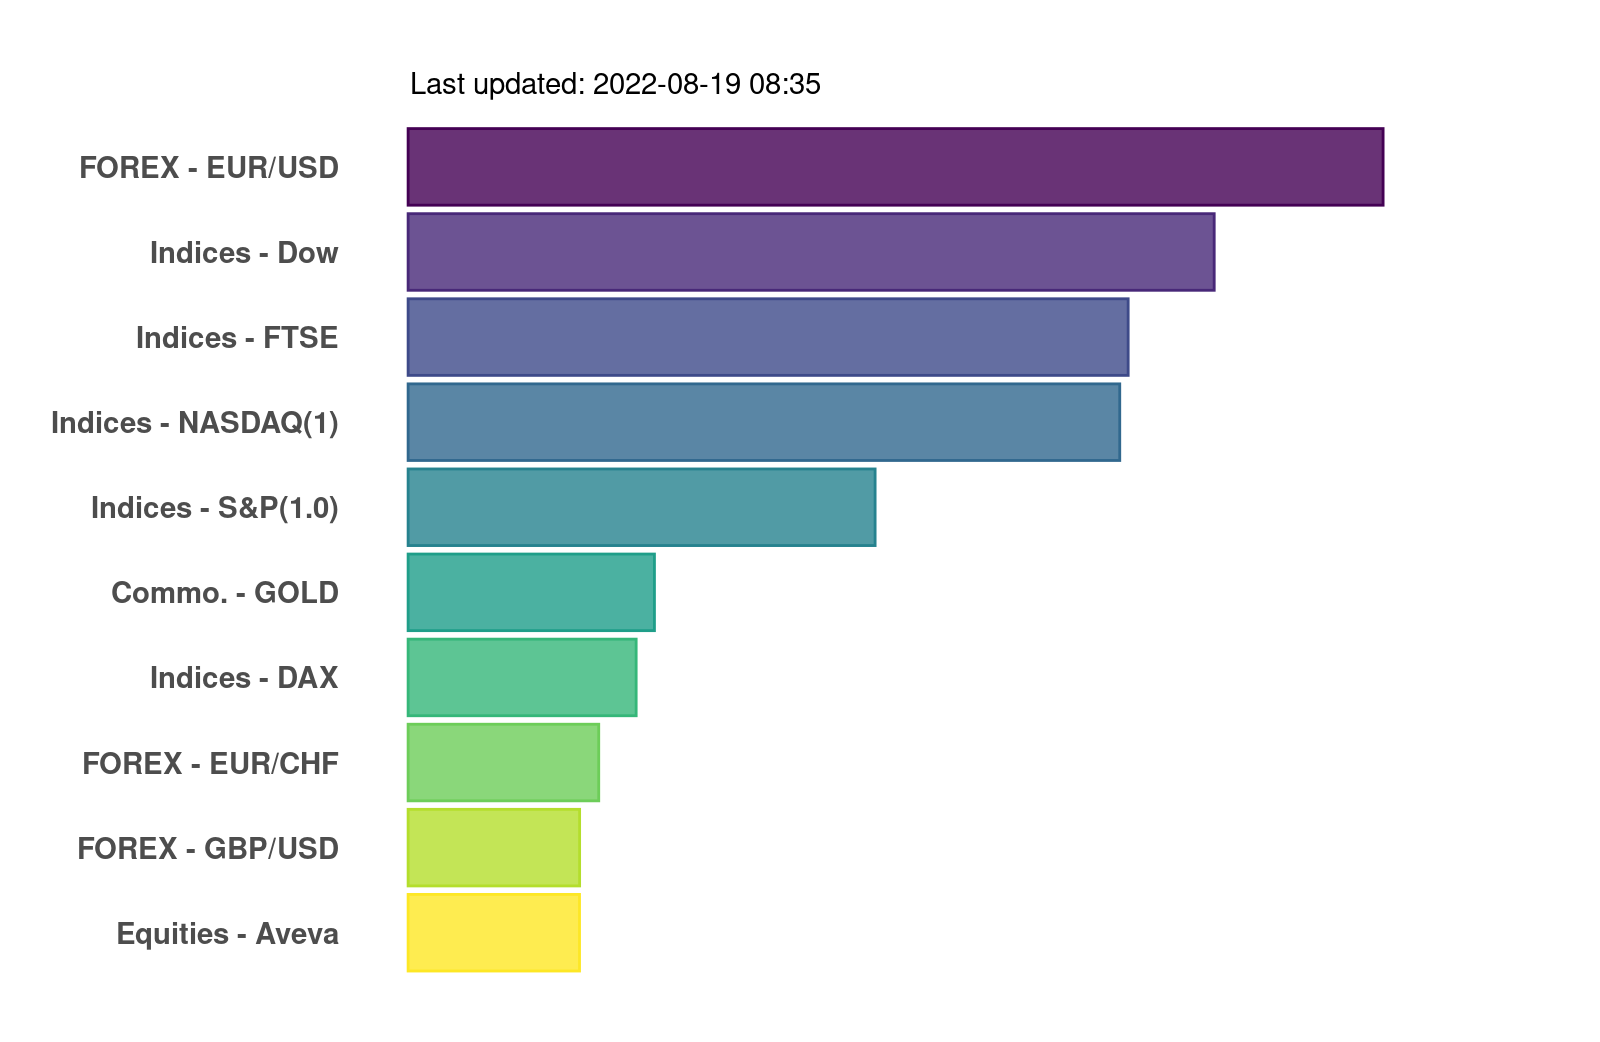 Last updated: 2022-08-19 08:35
FOREX - EUR/USD
Indices - Dow
Indices - FTSE
Indices - NASDAQ(1)
Indices - S&P(1.0)
Commo. - GOLD
Indices - DAX
FOREX - EUR/CHF
FOREX - GBP/USD
Equities - Aveva